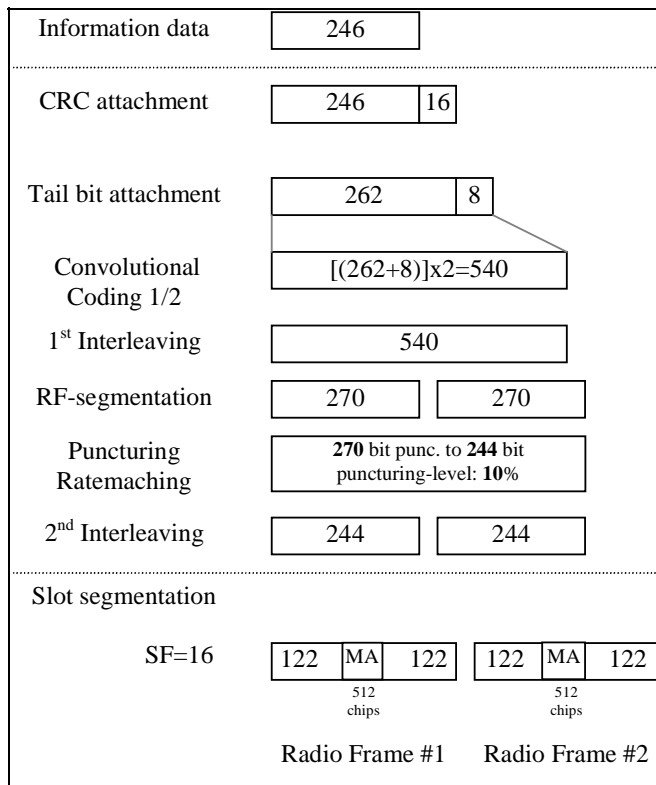 Information data
246
CRC attachment
246 16
Tail bit attachment
262 8
Convolutional
Coding 1/2
[(262+8)]x2=540
1st Interleaving
540
RF-segmentation
270 270
Puncturing
Ratemaching
270 bit punc. to 244 bit
puncturing-level: 10%
2nd Interleaving
244 244
Slot segmentation
SF=16
122 MA 122 122 MA 122
512
chips
512
chips
Radio Frame #1 Radio Frame #2